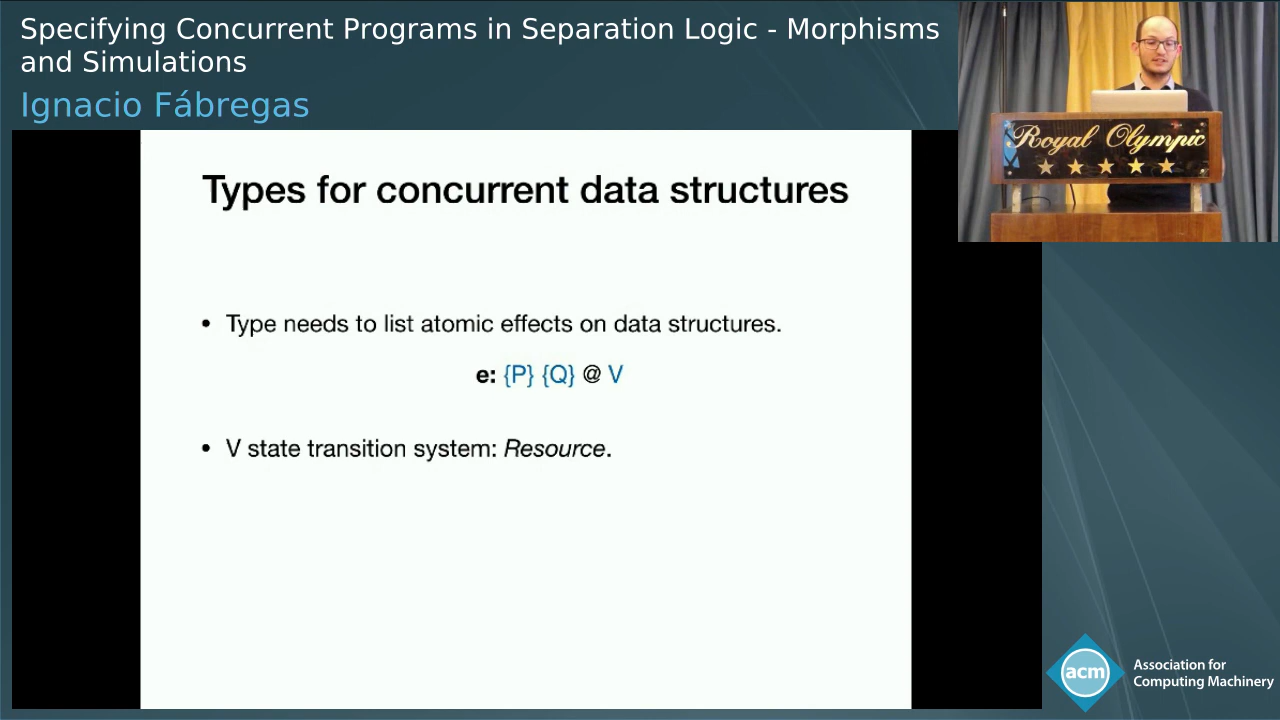 Specifying Concurrent Programs in Separation Logic - Morphisms
and Simulations
Ignacio Fábregas
Royal Olympic
Types for concurrent data structures
• Type needs to list atomic effects on data structures.
e: {P} {Q} @ V
• V state transition system: Resource.
acm
Association for
Computing Machinery